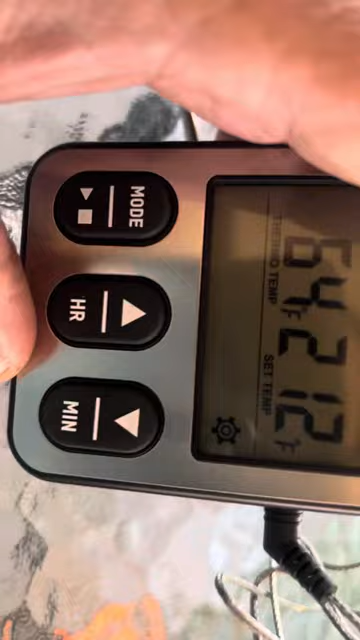 64°F 212°F
THERMO TEMP SET TEMP
MODE HR MIN